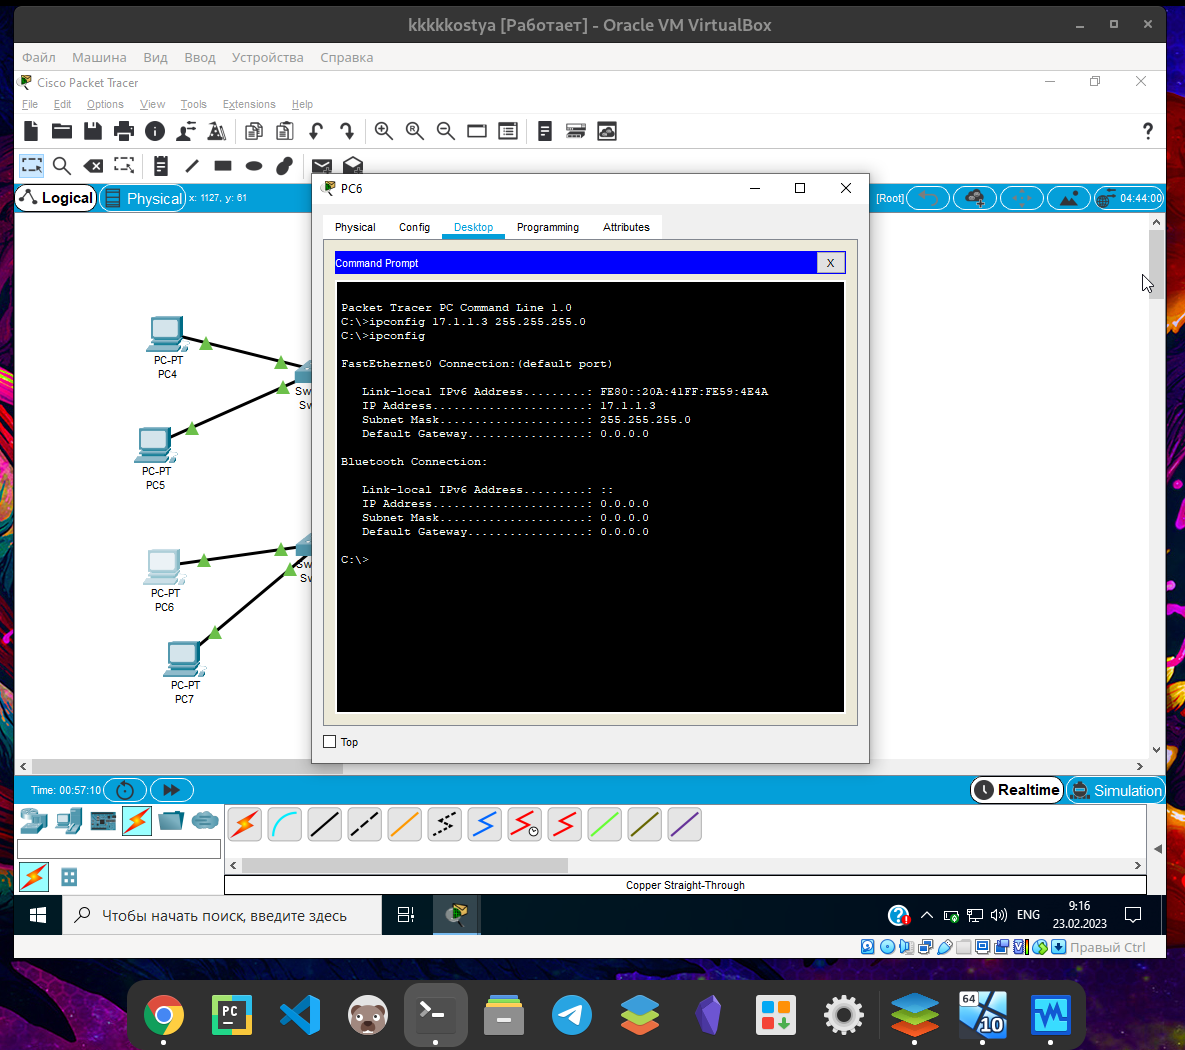 kkkkkostya [Работает] - Oracle VM VirtualBox
Файл Машина Вид Ввод Устройства Справка
Cisco Packet Tracer
File Edit Options View Tools Extensions Help
?
Logical Physical x: 1127, y: 61
[Root] 04:44:00
PC6
Physical Config Desktop Programming Attributes
Command Prompt X
Packet Tracer PC Command Line 1.0
C:\>ipconfig 17.1.1.3 255.255.255.0
C:\>ipconfig
FastEthernet0 Connection:(default port)
Link-local IPv6 Address.........: FE80::20A:41FF:FE59:4E4A
IP Address......................: 17.1.1.3
Subnet Mask.....................: 255.255.255.0
Default Gateway.................: 0.0.0.0
Bluetooth Connection:
Link-local IPv6 Address.........: ::
IP Address......................: 0.0.0.0
Subnet Mask.....................: 0.0.0.0
Default Gateway.................: 0.0.0.0
C:\>
Top
PC-PT
PC4
Sw
Sw
PC-PT
PC5
Sw
Sw
PC-PT
PC6
PC-PT
PC7
Time: 00:57:10
Realtime Simulation
Copper Straight-Through
Чтобы начать поиск, введите здесь
ENG
9:16
23.02.2023
Правый Ctrl
PC
64
10